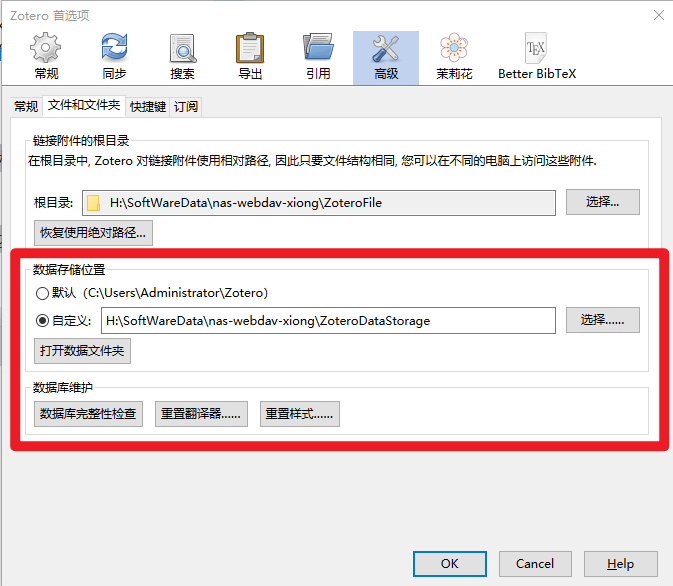 Zotero 首选项
常规 同步 搜索 导出 引用 高级 茉莉花 Better BibTeX
常规 文件和文件夹 快捷键 订阅
链接附件的根目录
在根目录中, Zotero 对链接附件使用相对路径, 因此只要文件结构相同, 您可以在不同的电脑上访问这些附件.
根目录: H:\SoftWareData\nas-webdav-xiong\ZoteroFile 选择...
恢复使用绝对路径...
数据存储位置
默认（C:\Users\Administrator\Zotero）
自定义: H:\SoftWareData\nas-webdav-xiong\ZoteroDataStorage 选择......
打开数据文件夹
数据库维护
数据库完整性检查 重置翻译器...... 重置样式......
OK Cancel Help